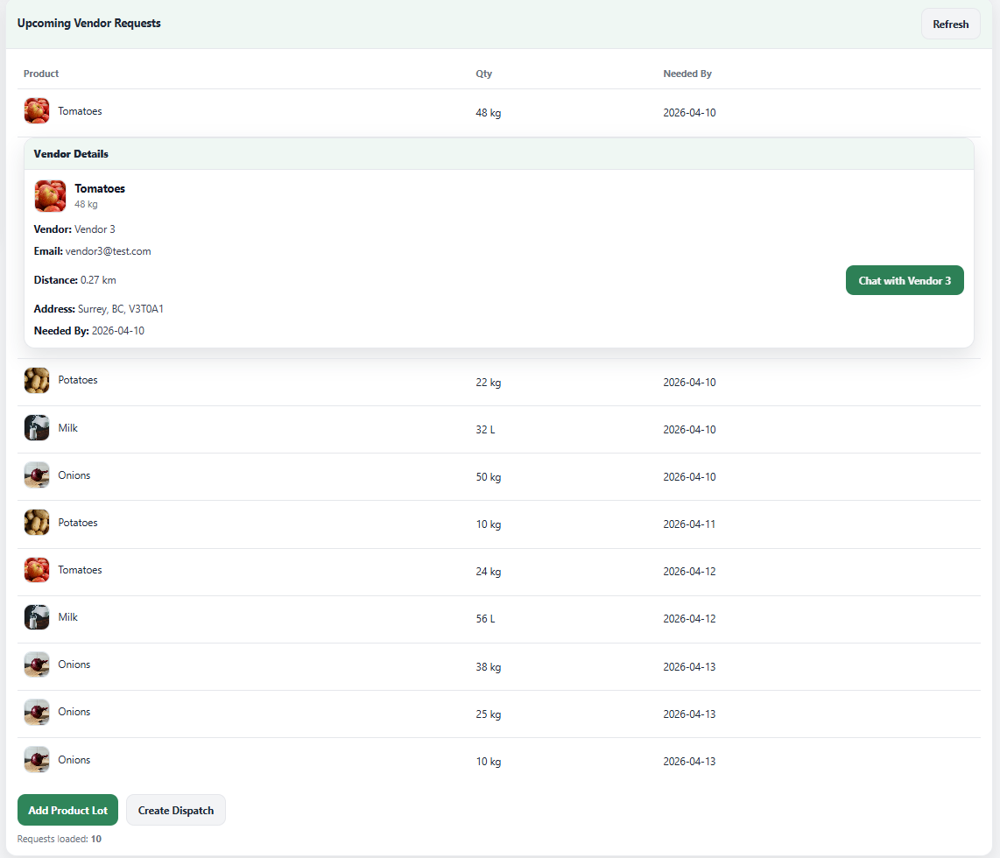 Upcoming Vendor Requests
Refresh
Product Qty Needed By
Tomatoes 48 kg 2026-04-10
Vendor Details
Tomatoes
48 kg
Vendor: Vendor 3
Email: vendor3@test.com
Distance: 0.27 km
Chat with Vendor 3
Address: Surrey, BC, V3T0A1
Needed By: 2026-04-10
Potatoes 22 kg 2026-04-10
Milk 32 L 2026-04-10
Onions 50 kg 2026-04-10
Potatoes 10 kg 2026-04-11
Tomatoes 24 kg 2026-04-12
Milk 56 L 2026-04-12
Onions 38 kg 2026-04-13
Onions 25 kg 2026-04-13
Onions 10 kg 2026-04-13
Add Product Lot
Create Dispatch
Requests loaded: 10